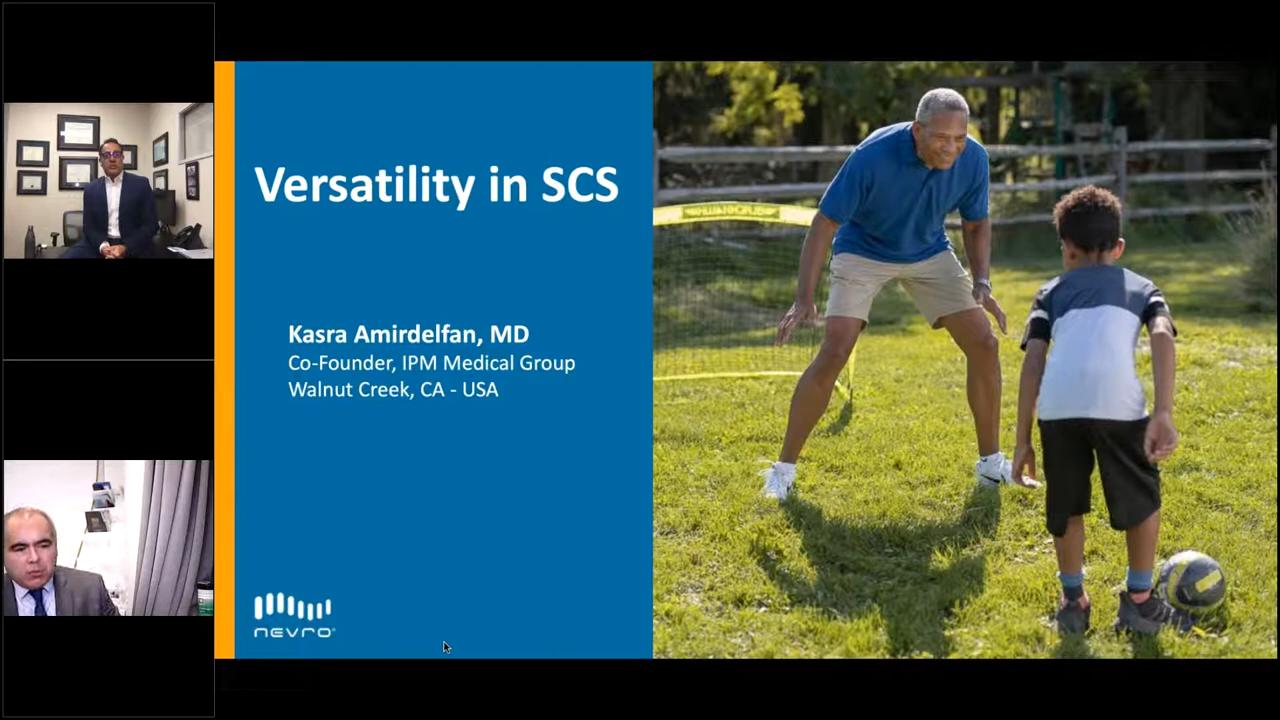 Versatility in SCS
Kasra Amirdelfan, MD
Co-Founder, IPM Medical Group
Walnut Creek, CA - USA
nevro